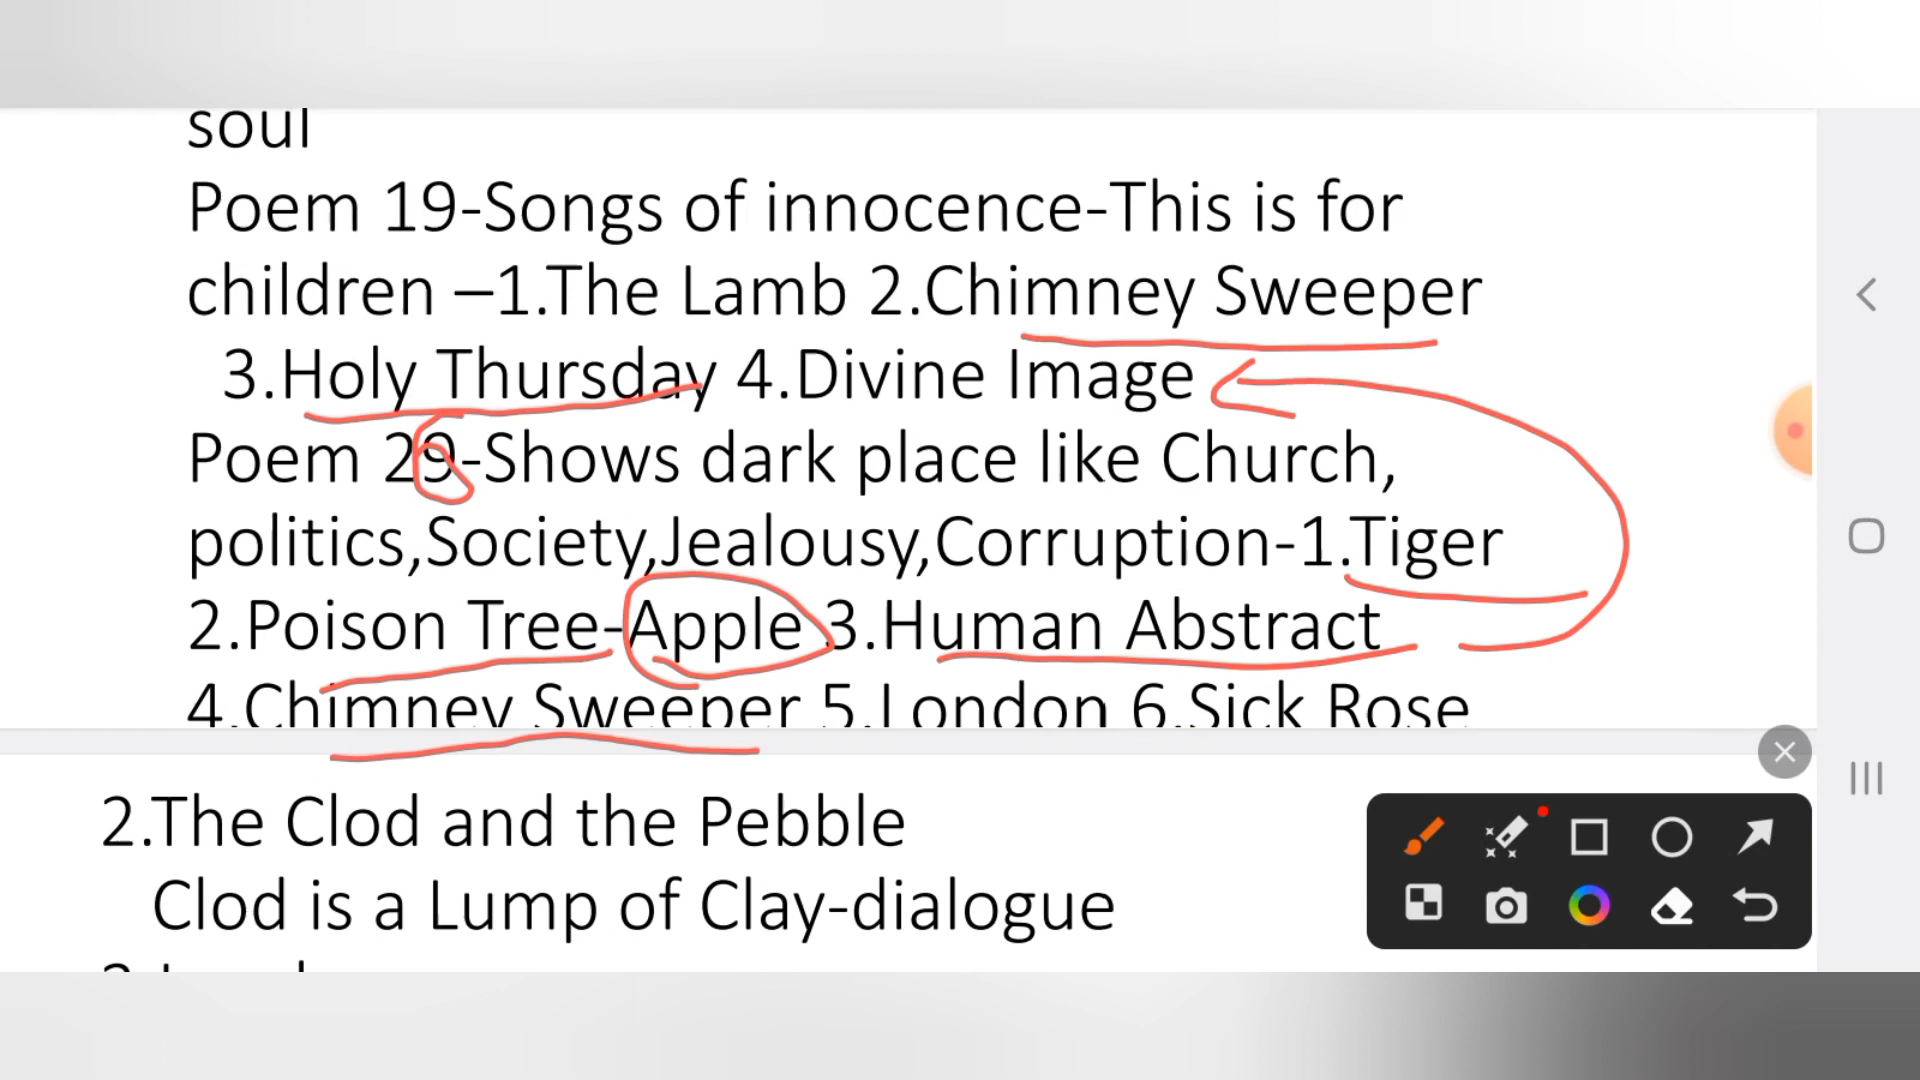 soul
Poem 19-Songs of innocence-This is for
children –1.The Lamb 2.Chimney Sweeper
3.Holy Thursday 4.Divine Image
Poem 29-Shows dark place like Church,
politics,Society,Jealousy,Corruption-1.Tiger
2.Poison Tree-Apple 3.Human Abstract
4.Chimney Sweeper 5.London 6.Sick Rose
2.The Clod and the Pebble
Clod is a Lump of Clay-dialogue